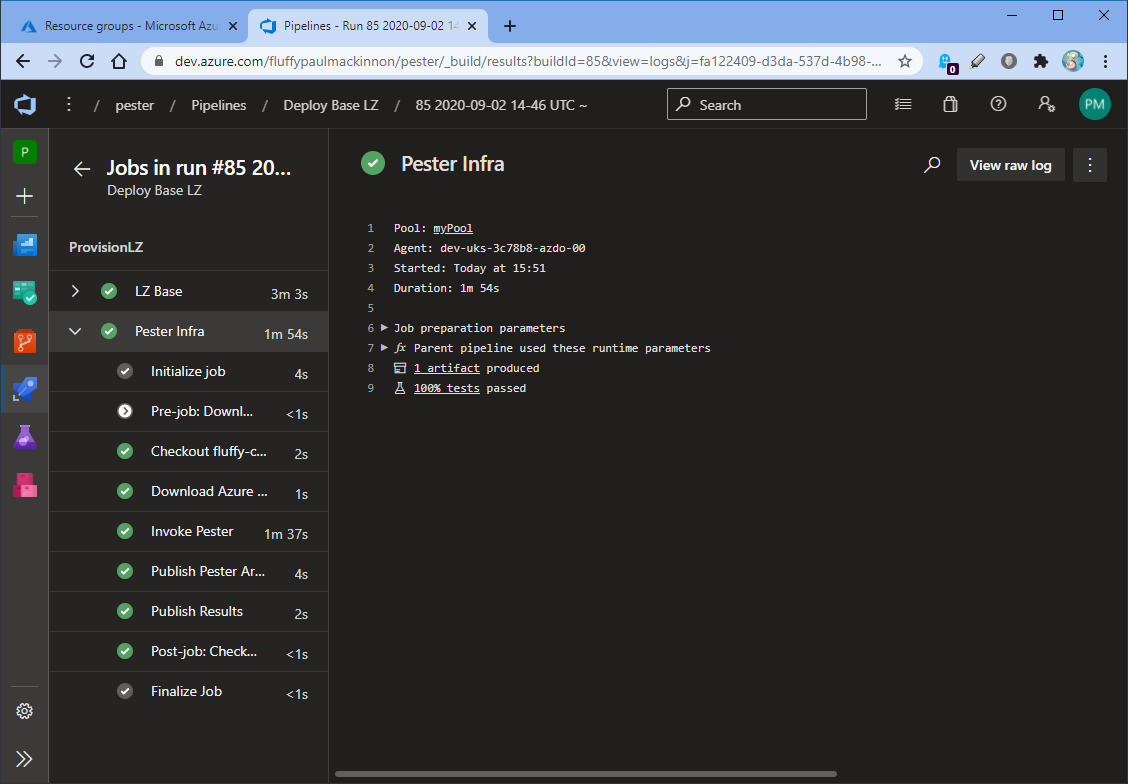 Resource groups - Microsoft Azu
Pipelines - Run 85 2020-09-02 14
dev.azure.com/fluffypaulmackinnon/pester/_build/results?buildId=85&view=logs&j=fa122409-d3da-537d-4b98-...
0
/ pester / Pipelines / Deploy Base LZ / 85 2020-09-02 14-46 UTC ~
Search
PM
P
Jobs in run #85 20...
Deploy Base LZ
ProvisionLZ
LZ Base 3m 3s
Pester Infra 1m 54s
Initialize job 4s
Pre-job: Downl... <1s
Checkout fluffy-c... 2s
Download Azure ... 1s
Invoke Pester 1m 37s
Publish Pester Ar... 4s
Publish Results 2s
Post-job: Check... <1s
Finalize Job <1s
Pester Infra
View raw log
1 Pool: myPool
2 Agent: dev-uks-3c78b8-azdo-00
3 Started: Today at 15:51
4 Duration: 1m 54s
5
6 Job preparation parameters
7 fx Parent pipeline used these runtime parameters
8 1 artifact produced
9 100% tests passed